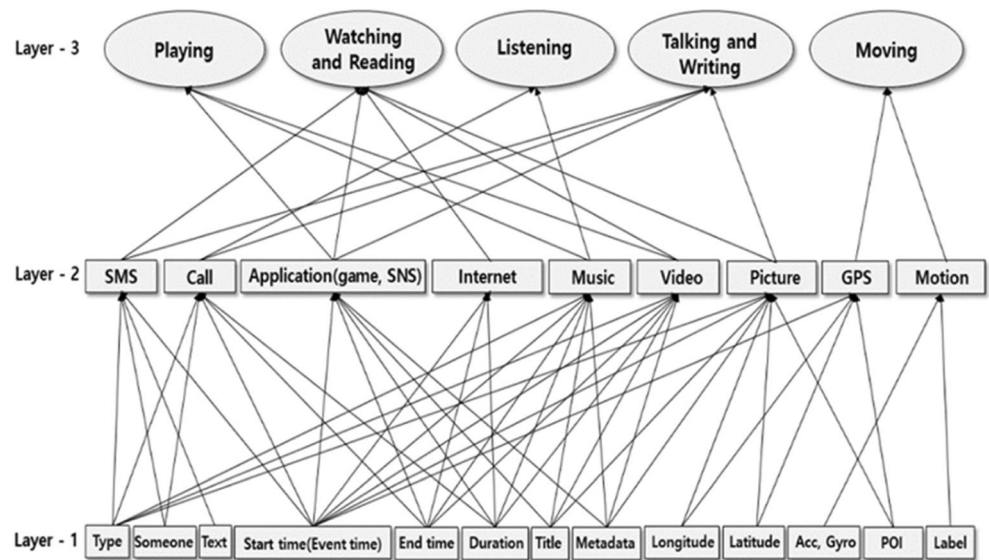 Layer - 3
Playing
Watching
and Reading
Listening
Talking and
Writing
Moving
Layer - 2
SMS
Call
Application(game, SNS)
Internet
Music
Video
Picture
GPS
Motion
Layer - 1
Type
Someone
Text
Start time(Event time)
End time
Duration
Title
Metadata
Longitude
Latitude
Acc, Gyro
POI
Label